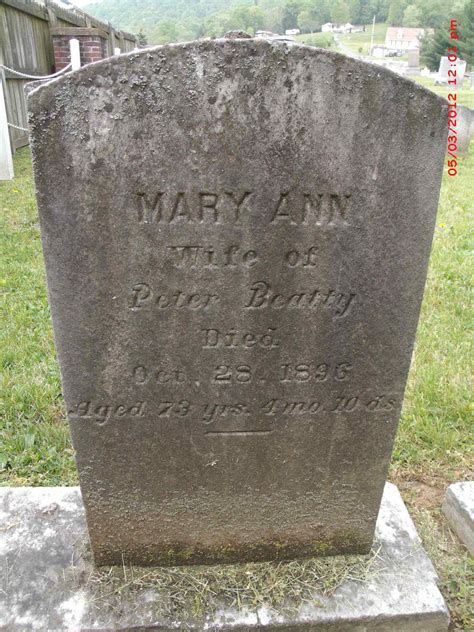 MARY ANN
Wife of
Peter Beatty
Died
Oct. 28. 1896
Aged 73 yrs. 4 mo. 10 ds.
05/03/2012 12:01 pm